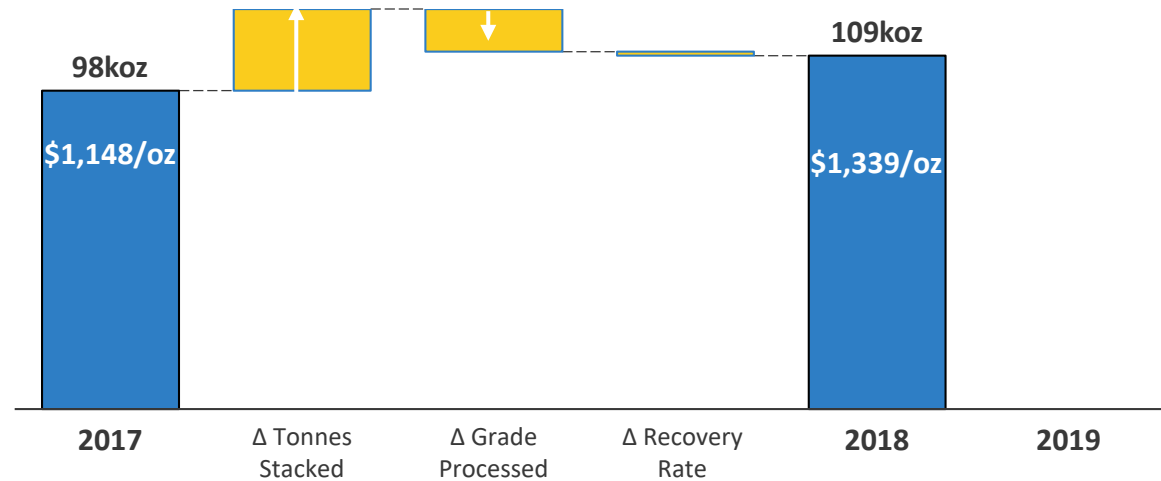 98koz
109koz
$1,148/oz
$1,339/oz
2017
Δ Tonnes
Stacked
Δ Grade
Processed
Δ Recovery
Rate
2018
2019